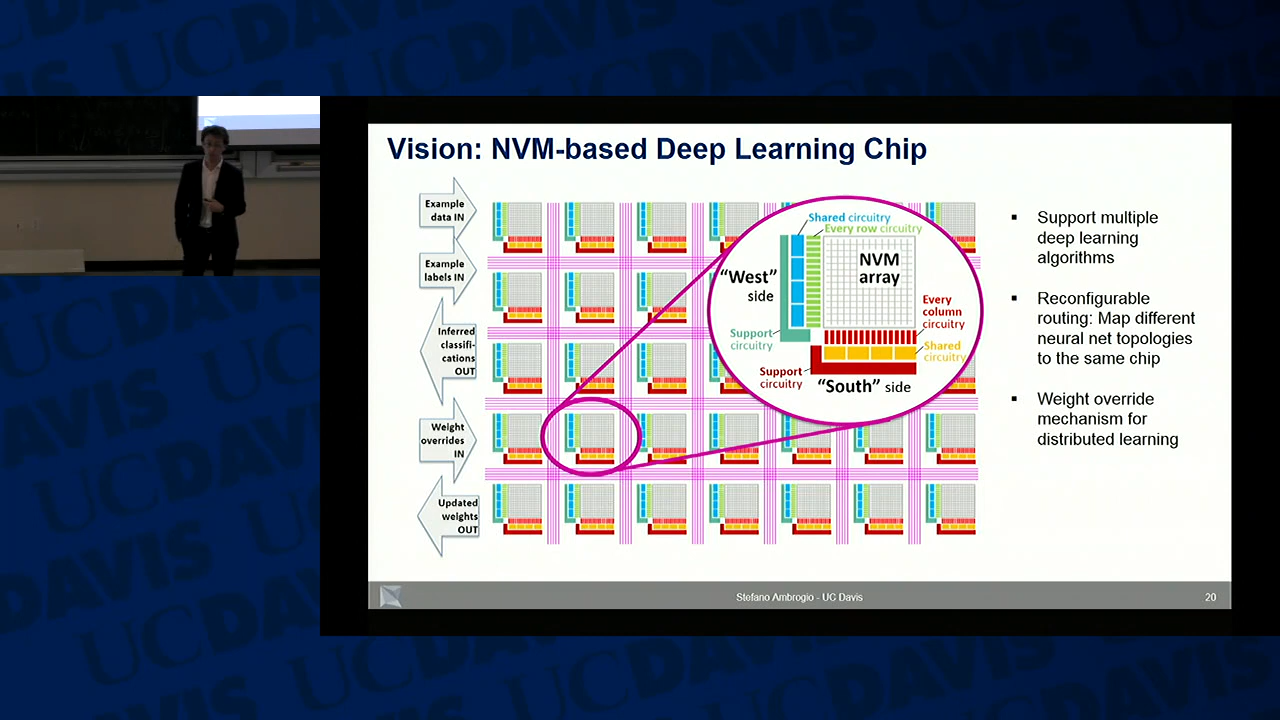 UCDAVIS
Vision: NVM-based Deep Learning Chip
Example
data IN
Example
labels IN
Inferred
classifi-
cations
OUT
Weight
overrides
IN
Updated
weights
OUT
Shared circuitry
Every row circuitry
"West"
side
NVM
array
Every
column
circuitry
Support
circuitry
Shared
circuitry
Support
circuitry
"South" side
▪ Support multiple
deep learning
algorithms
▪ Reconfigurable
routing: Map different
neural net topologies
to the same chip
▪ Weight override
mechanism for
distributed learning
Stefano Ambrogio - UC Davis
20